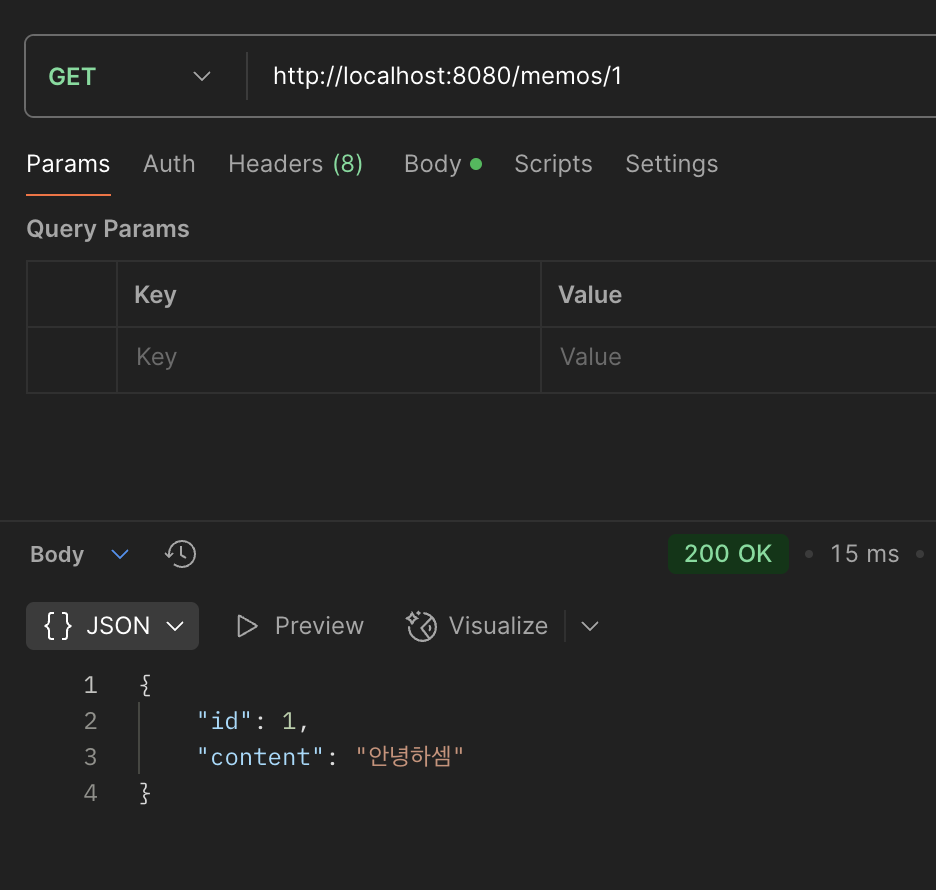 GET http://localhost:8080/memos/1
Params Auth Headers (8) Body Scripts Settings
Query Params
Key Value
Key Value
Body 200 OK 15 ms
{ } JSON Preview Visualize
1 {
2 "id": 1,
3 "content": "안녕하셈"
4 }